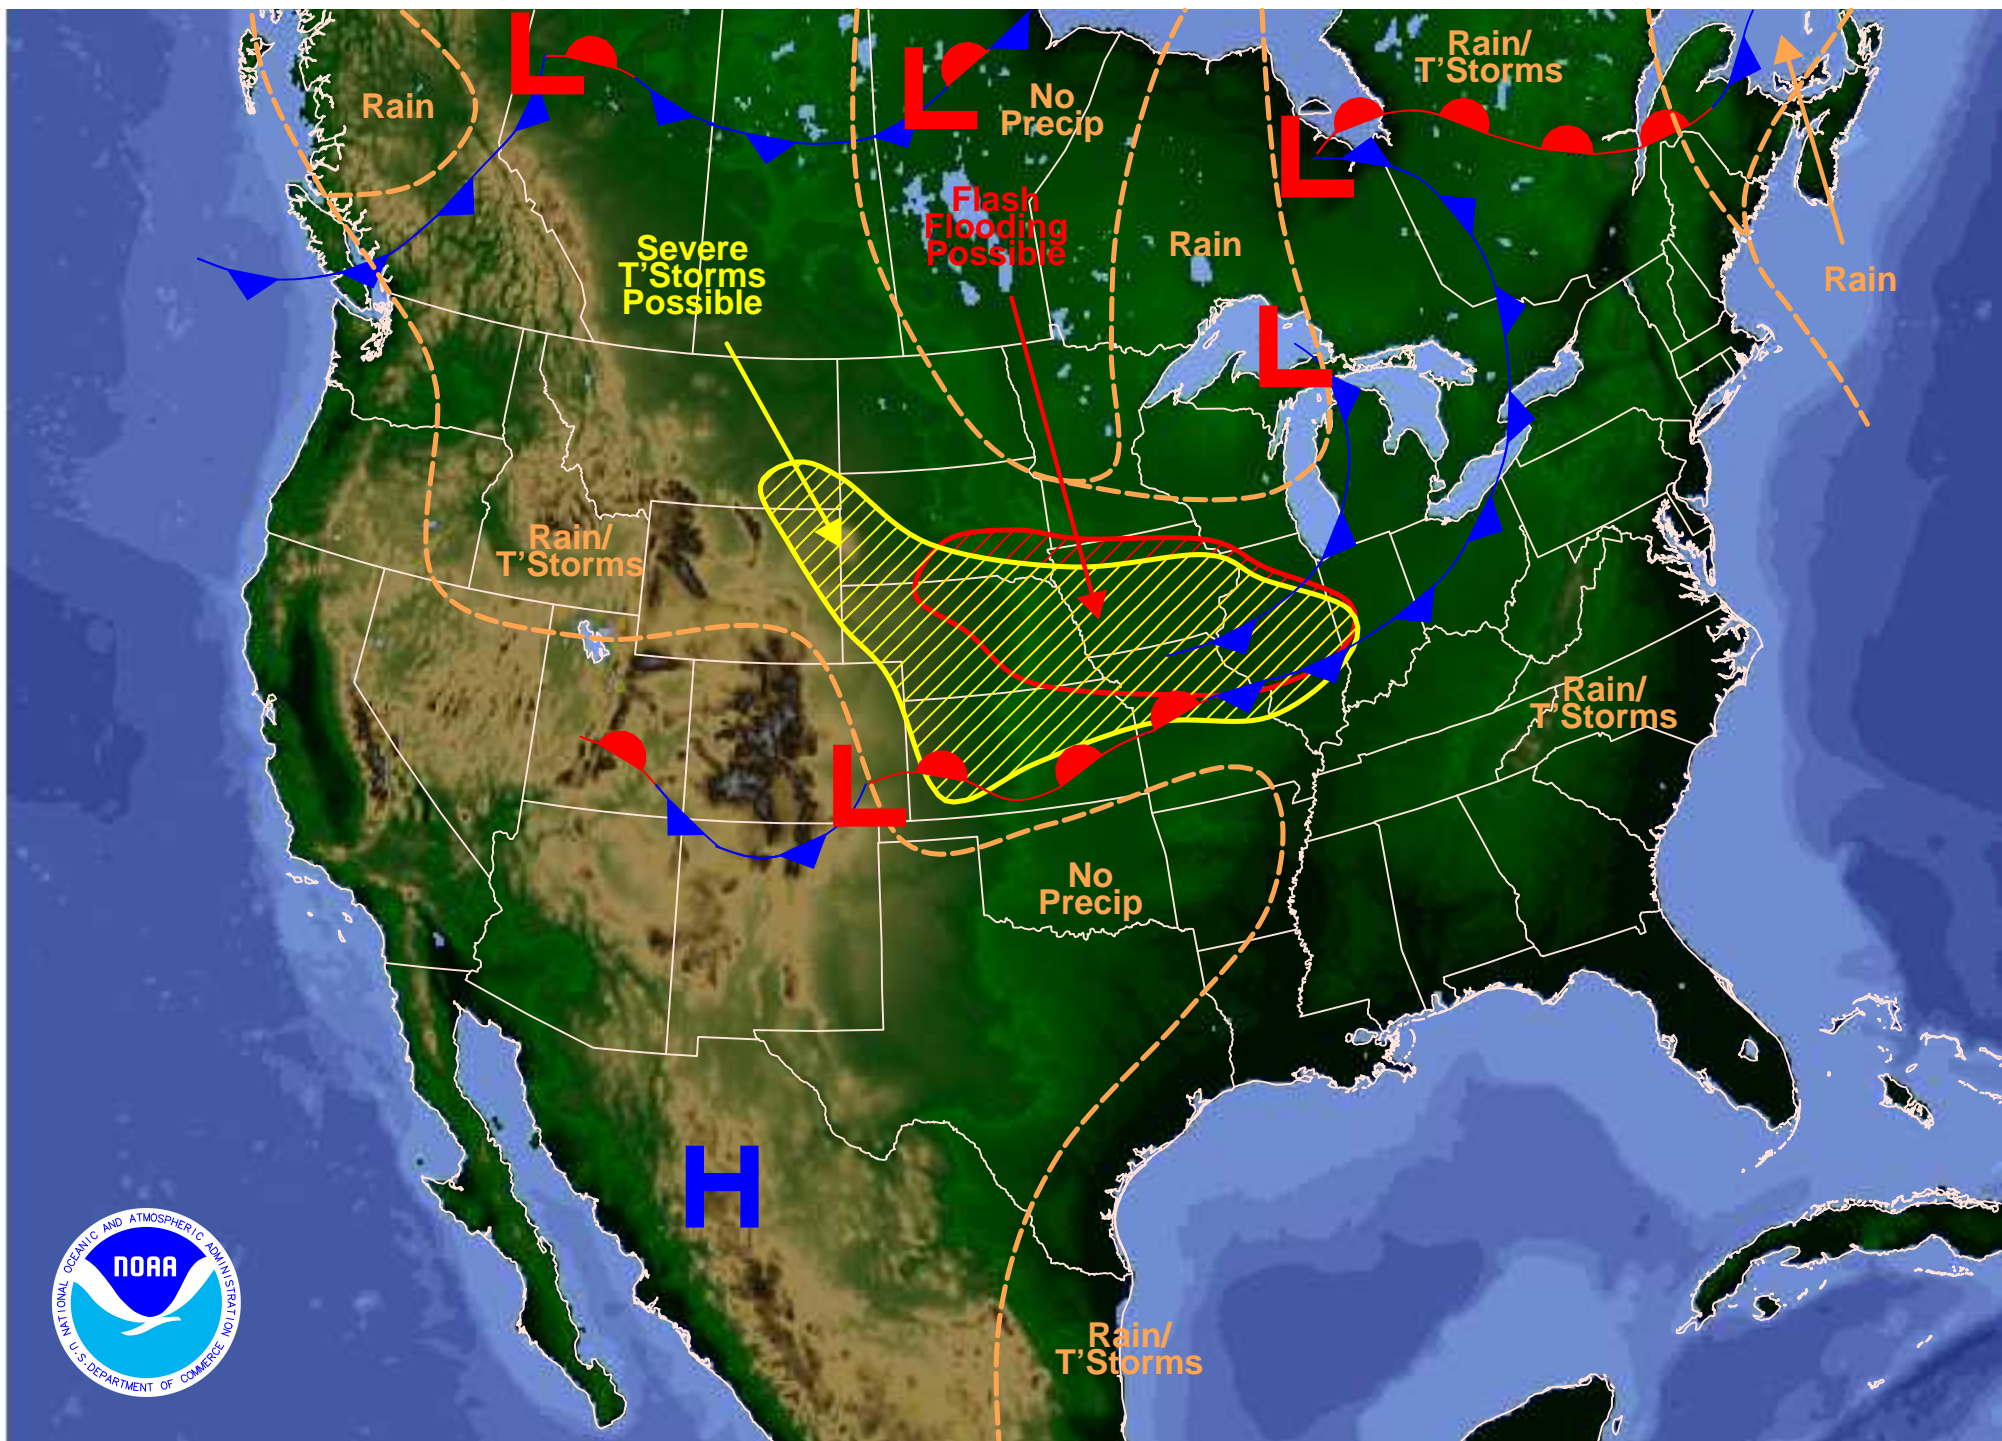 L
L
Rain/
T'Storms
Rain
No
Precip
L
Flash
Flooding
Possible
Severe
T'Storms
Possible
Rain
Rain
L
Rain/
T'Storms
Rain/
T'Storms
L
No
Precip
H
Rain/
T'Storms
NATIONAL OCEANIC AND ATMOSPHERIC ADMINISTRATION
NOAA
U.S. DEPARTMENT OF COMMERCE